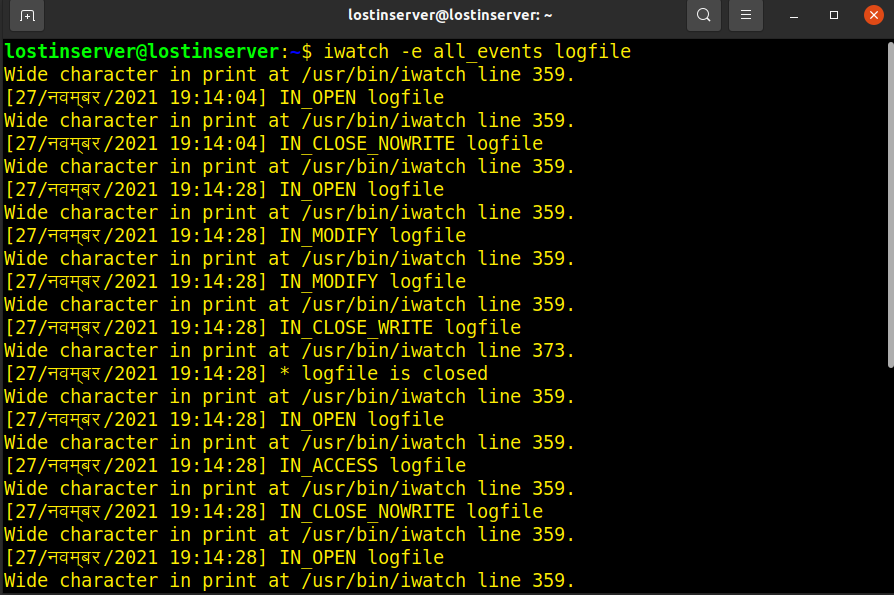 lostinserver@lostinserver: ~
lostinserver@lostinserver:~$ iwatch -e all_events logfile
Wide character in print at /usr/bin/iwatch line 359.
[27/नवम्बर/2021 19:14:04] IN_OPEN logfile
Wide character in print at /usr/bin/iwatch line 359.
[27/नवम्बर/2021 19:14:04] IN_CLOSE_NOWRITE logfile
Wide character in print at /usr/bin/iwatch line 359.
[27/नवम्बर/2021 19:14:28] IN_OPEN logfile
Wide character in print at /usr/bin/iwatch line 359.
[27/नवम्बर/2021 19:14:28] IN_MODIFY logfile
Wide character in print at /usr/bin/iwatch line 359.
[27/नवम्बर/2021 19:14:28] IN_MODIFY logfile
Wide character in print at /usr/bin/iwatch line 359.
[27/नवम्बर/2021 19:14:28] IN_CLOSE_WRITE logfile
Wide character in print at /usr/bin/iwatch line 373.
[27/नवम्बर/2021 19:14:28] * logfile is closed
Wide character in print at /usr/bin/iwatch line 359.
[27/नवम्बर/2021 19:14:28] IN_OPEN logfile
Wide character in print at /usr/bin/iwatch line 359.
[27/नवम्बर/2021 19:14:28] IN_ACCESS logfile
Wide character in print at /usr/bin/iwatch line 359.
[27/नवम्बर/2021 19:14:28] IN_CLOSE_NOWRITE logfile
Wide character in print at /usr/bin/iwatch line 359.
[27/नवम्बर/2021 19:14:28] IN_OPEN logfile
Wide character in print at /usr/bin/iwatch line 359.